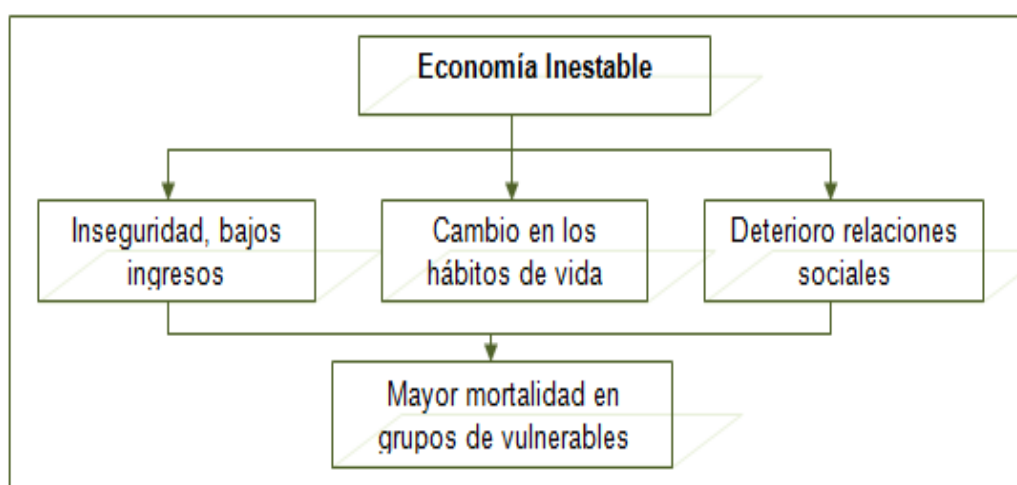 Economía Inestable
Inseguridad, bajos
ingresos
Cambio en los
hábitos de vida
Deterioro relaciones
sociales
Mayor mortalidad en
grupos de vulnerables